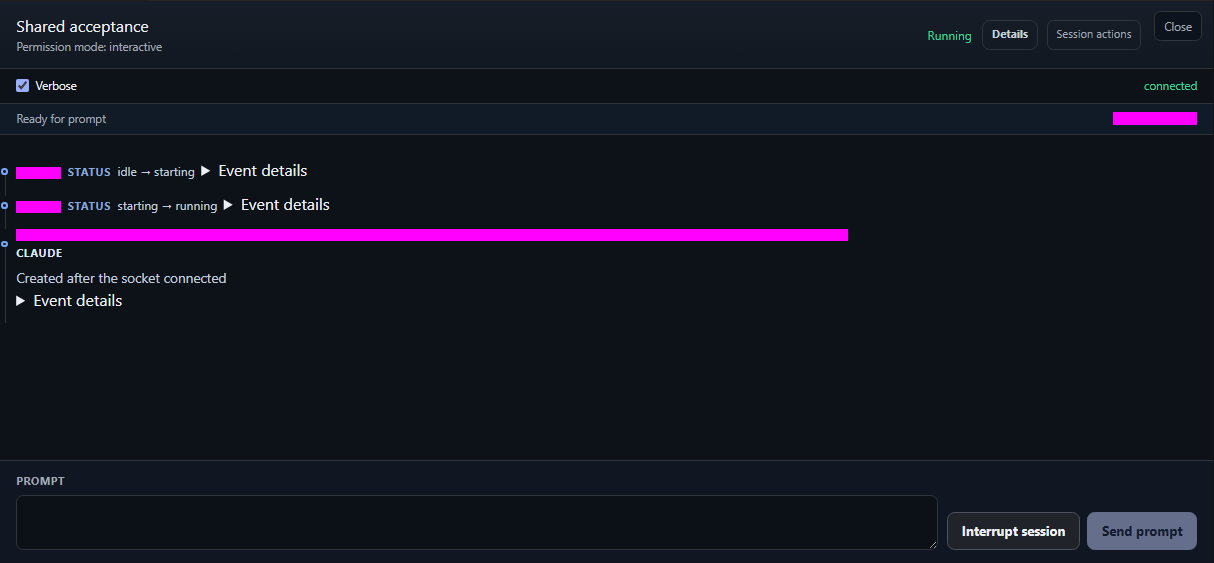 Shared acceptance
Permission mode: interactive
Running
Details
Session actions
Close
Verbose
connected
Ready for prompt
STATUS idle → starting ▶ Event details
STATUS starting → running ▶ Event details
CLAUDE
Created after the socket connected
▶ Event details
PROMPT
Interrupt session
Send prompt